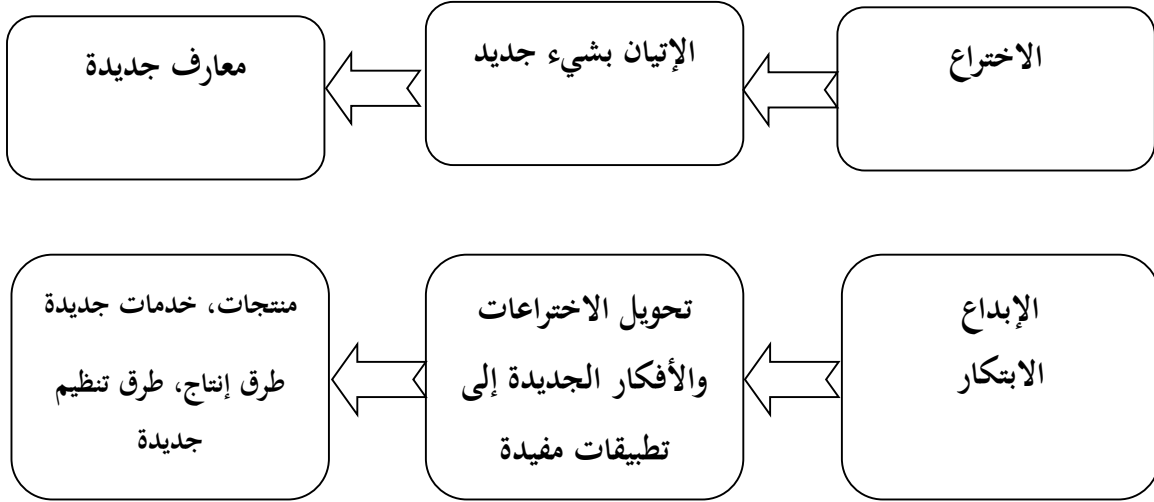 الاختراع
الإتيان بشيء جديد
معارف جديدة
الإبداع
الابتكار
تحويل الاختراعات
والأفكار الجديدة إلى
تطبيقات مفيدة
منتجات، خدمات جديدة
طرق إنتاج، طرق تنظيم
جديدة